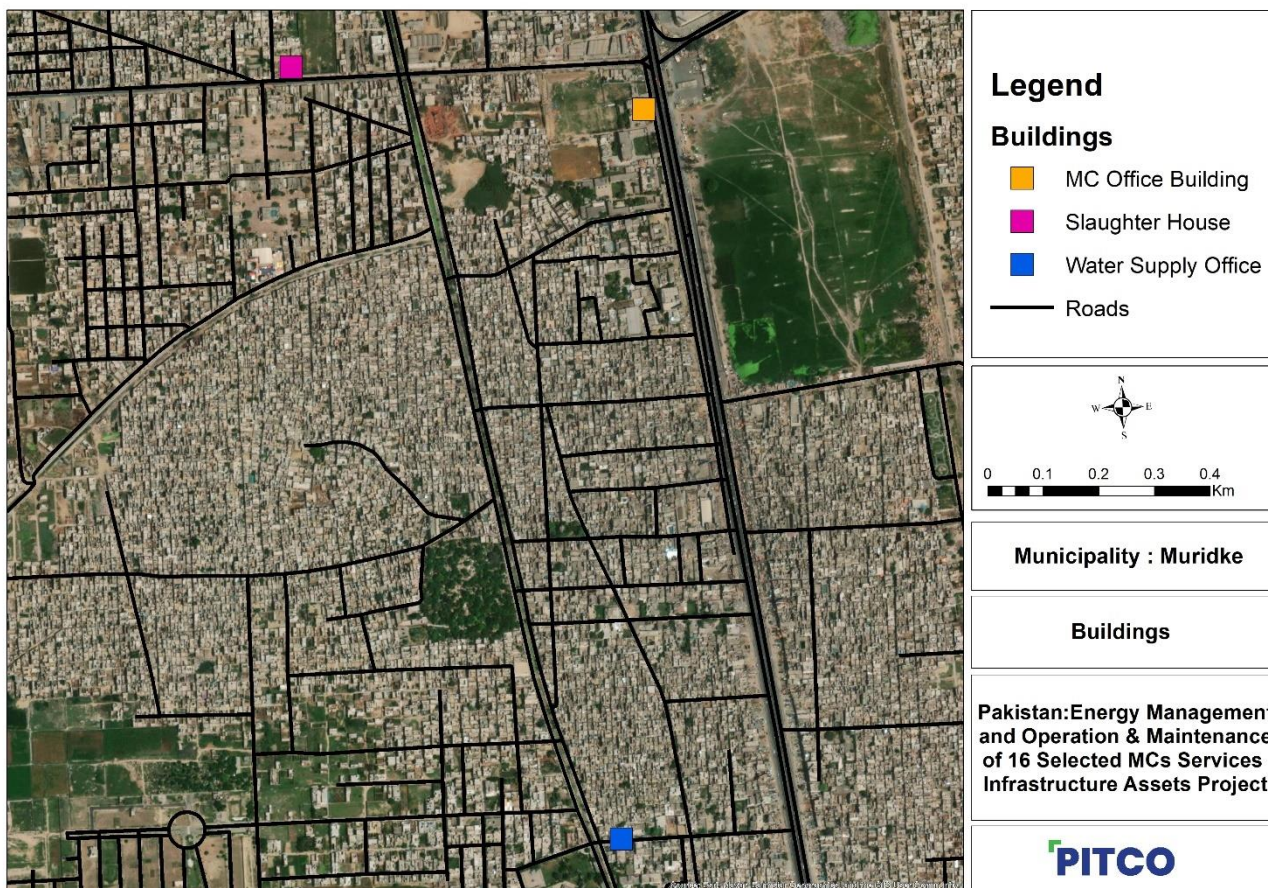 Legend
Buildings
MC Office Building
Slaughter House
Water Supply Office
Roads
N
W E
S
0 0.1 0.2 0.3 0.4
Km
Municipality : Muridke
Buildings
Pakistan:Energy Management
and Operation & Maintenance
of 16 Selected MCs Services
Infrastructure Assets Project
PITCO